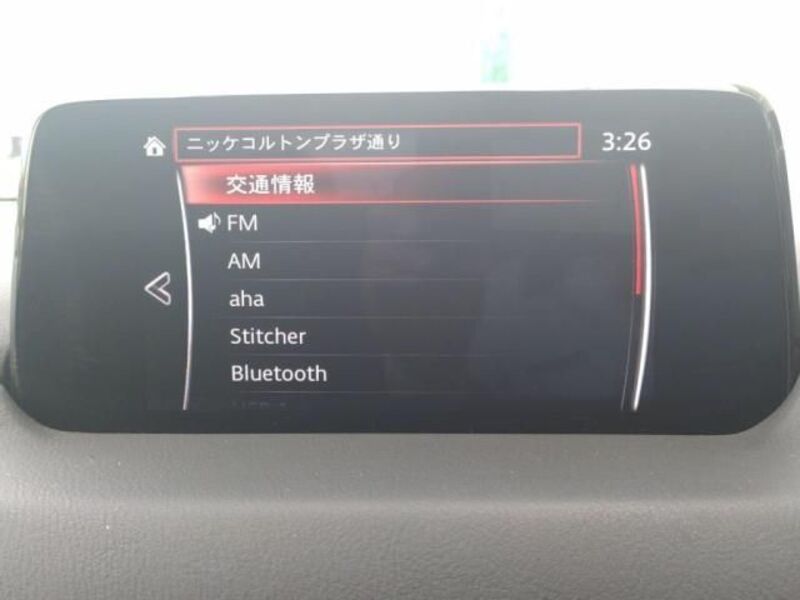 ニッケコルトンプラザ通り
3:26
交通情報
FM
AM
aha
Stitcher
Bluetooth